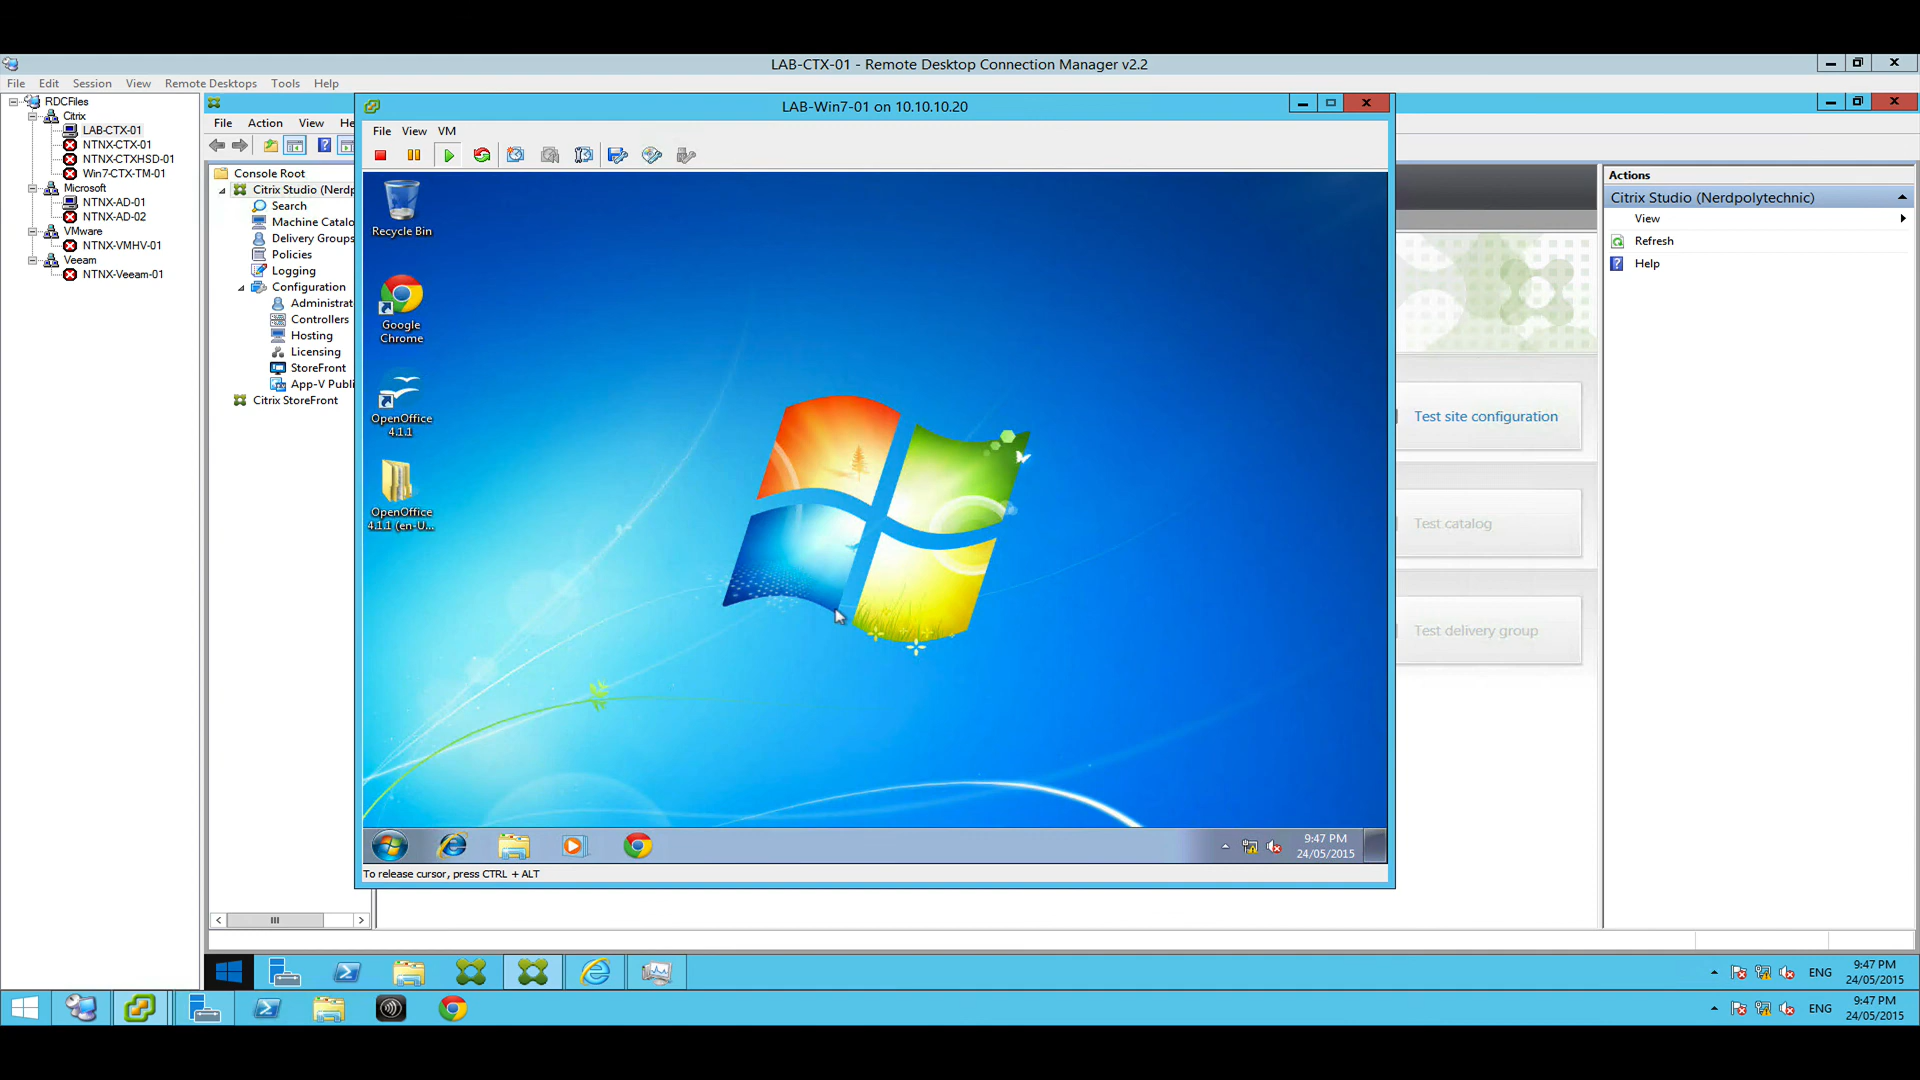 LAB-CTX-01 - Remote Desktop Connection Manager v2.2
File Edit Session View Remote Desktops Tools Help
RDCFiles
Citrix
LAB-CTX-01
NTNX-CTX-01
NTNX-CTXHSD-01
Win7-CTX-TM-01
Microsoft
NTNX-AD-01
NTNX-AD-02
VMware
NTNX-VMHV-01
Veeam
NTNX-Veeam-01
File Action View He
Console Root
Citrix Studio (Nerdp
Search
Machine Catalo
Delivery Groups
Policies
Logging
Configuration
Administrat
Controllers
Hosting
Licensing
StoreFront
App-V Publi
Citrix StoreFront
LAB-Win7-01 on 10.10.10.20
File View VM
Recycle Bin
Google
Chrome
OpenOffice
4.1.1
OpenOffice
4.1.1 (en-U...
9:47 PM
24/05/2015
To release cursor, press CTRL + ALT
Test site configuration
Test catalog
Test delivery group
Actions
Citrix Studio (Nerdpolytechnic)
View
Refresh
Help
ENG
9:47 PM
24/05/2015
ENG
9:47 PM
24/05/2015